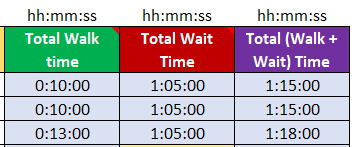 hh:mm:ss hh:mm:ss hh:mm:ss
Total Walk Total Wait Total (Walk +
time Time Wait) Time
0:10:00 1:05:00 1:15:00
0:10:00 1:05:00 1:15:00
0:13:00 1:05:00 1:18:00